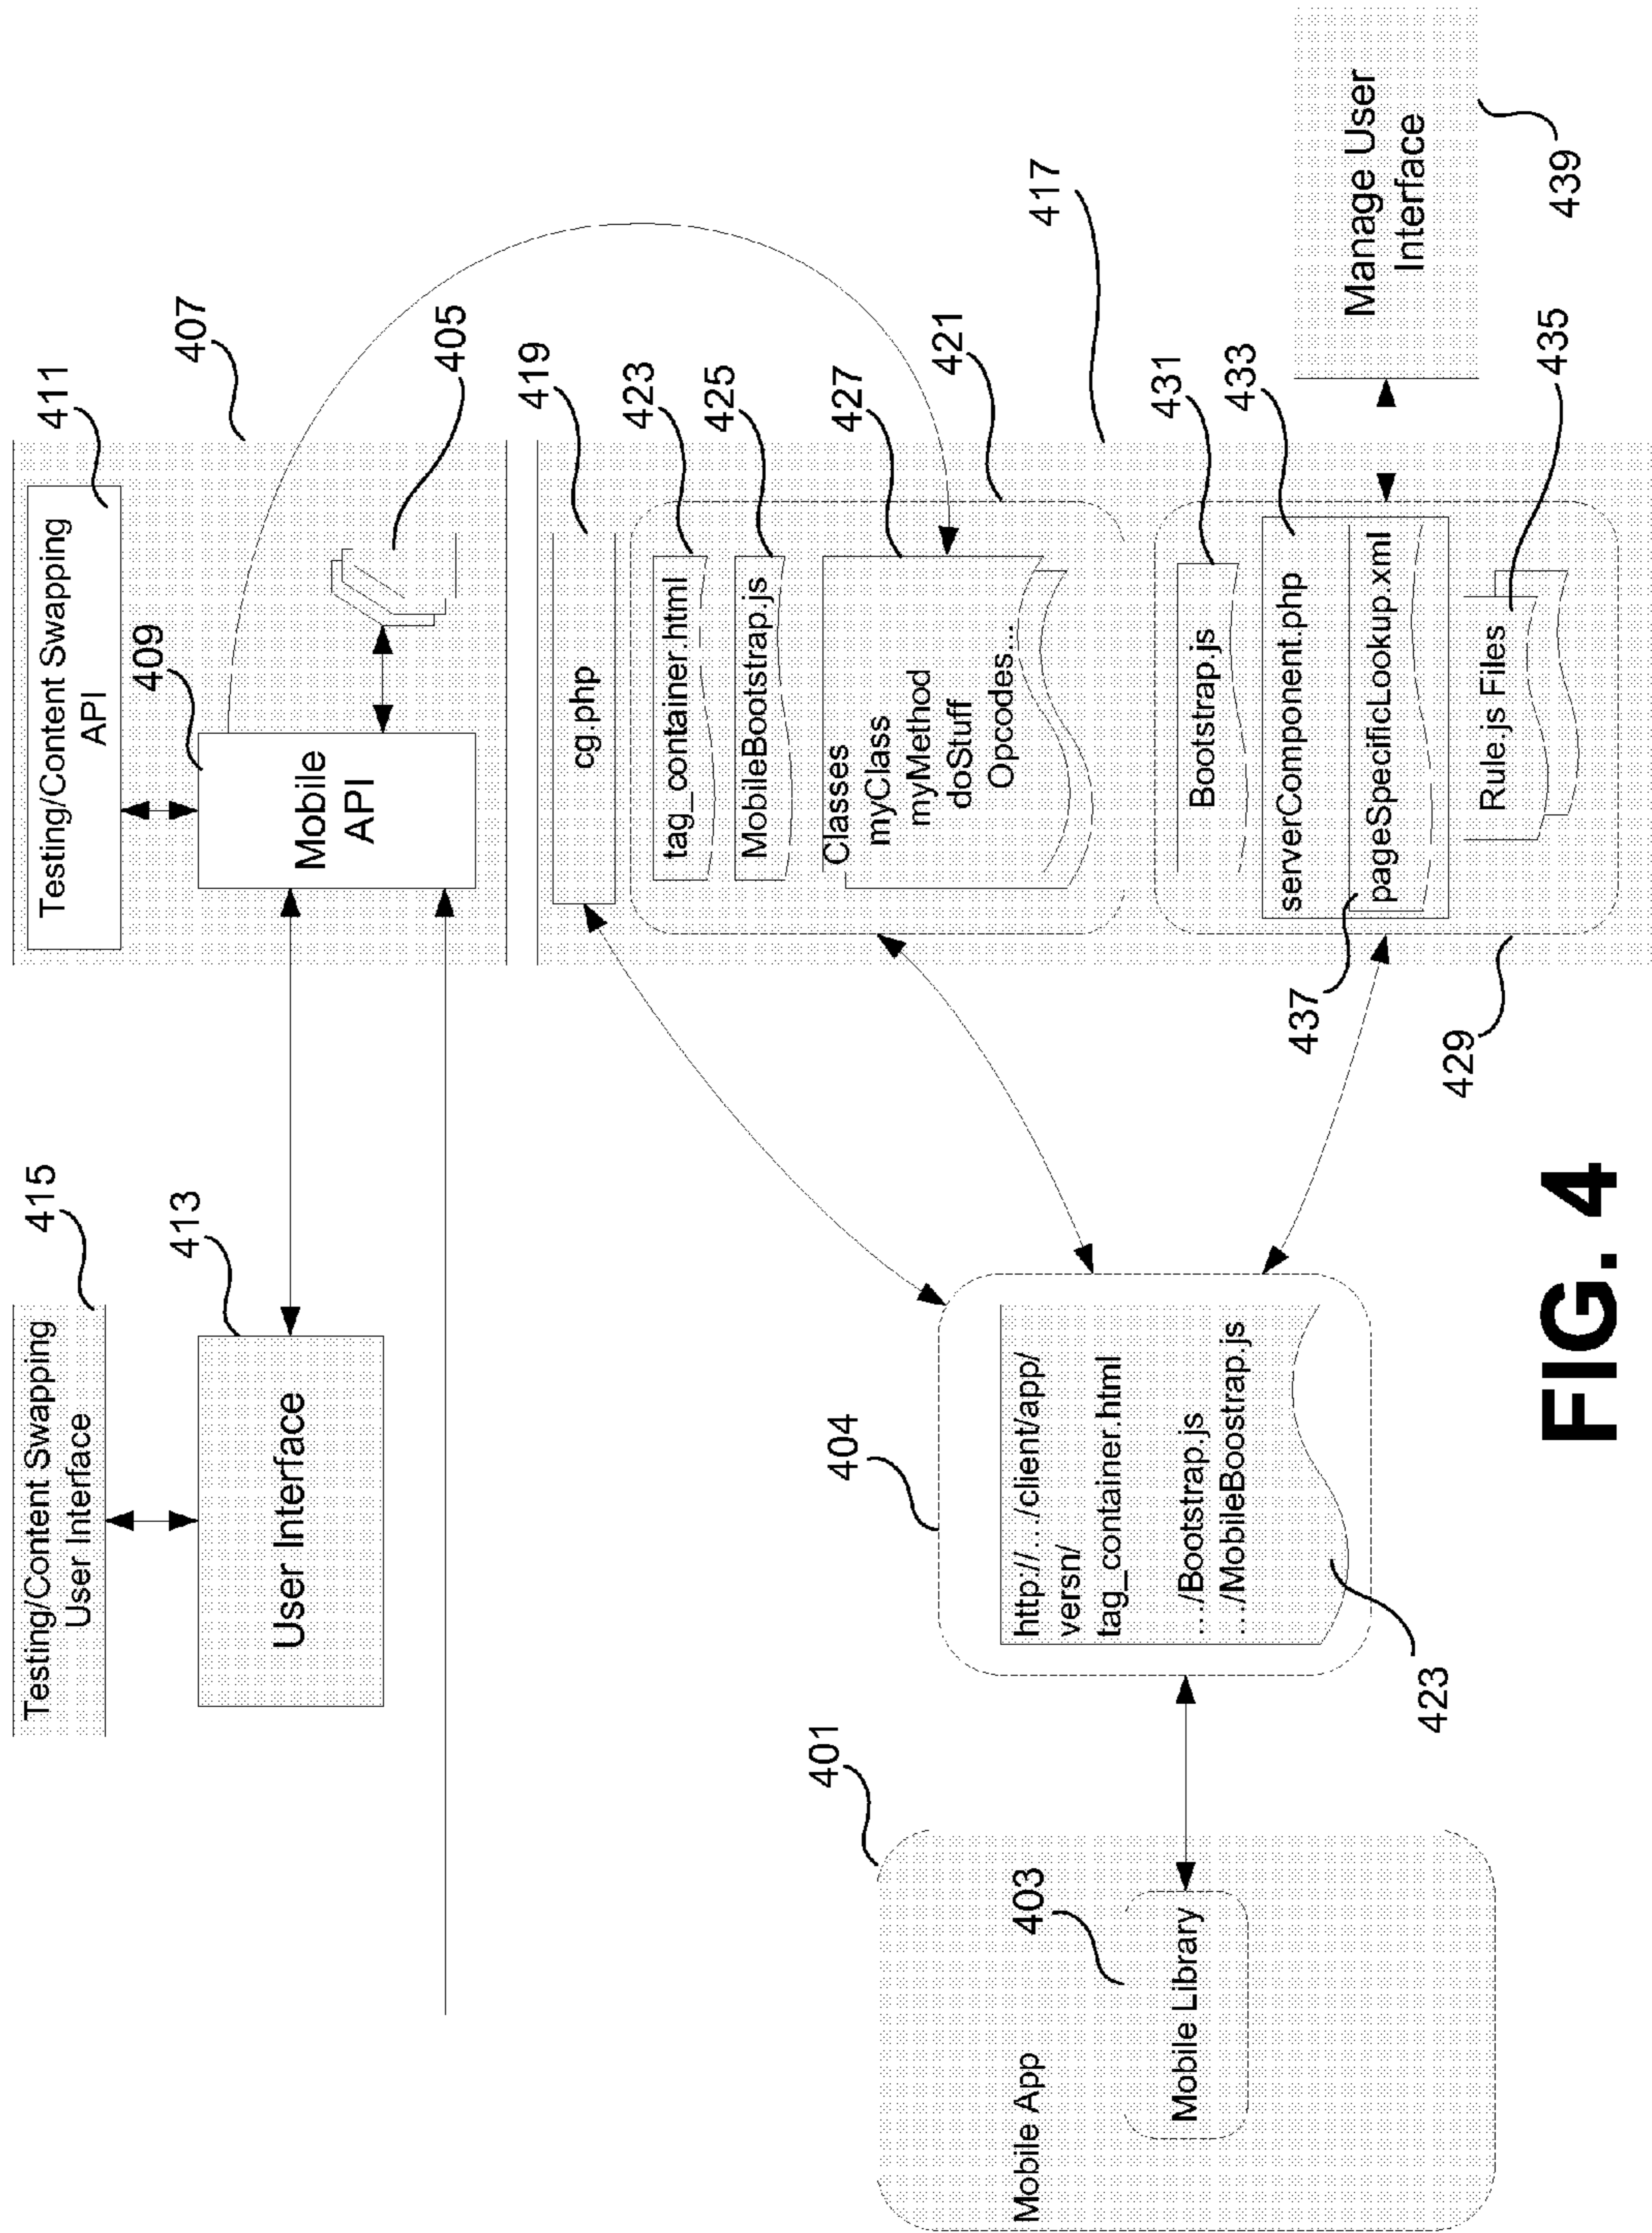 415
Testing/Content Swapping
User Interface
413
User Interface
411
Testing/Content Swapping
API
407
409
Mobile
API
405
419
cg.php
423
tag_container.html
425
MobileBootstrap.js
427
Classes
myClass
myMethod
doStuff
Opcodes...
421
417
431
Bootstrap.js
433
serverComponent.php
pageSpecificLookup.xml
437
Rule.js Files
435
429
Manage User
Interface
439
404
http://..../client/app/
versn/
tag_container.html
.../Bootstrap.js
.../MobileBoostrap.js
423
401
Mobile App
403
Mobile Library
FIG. 4